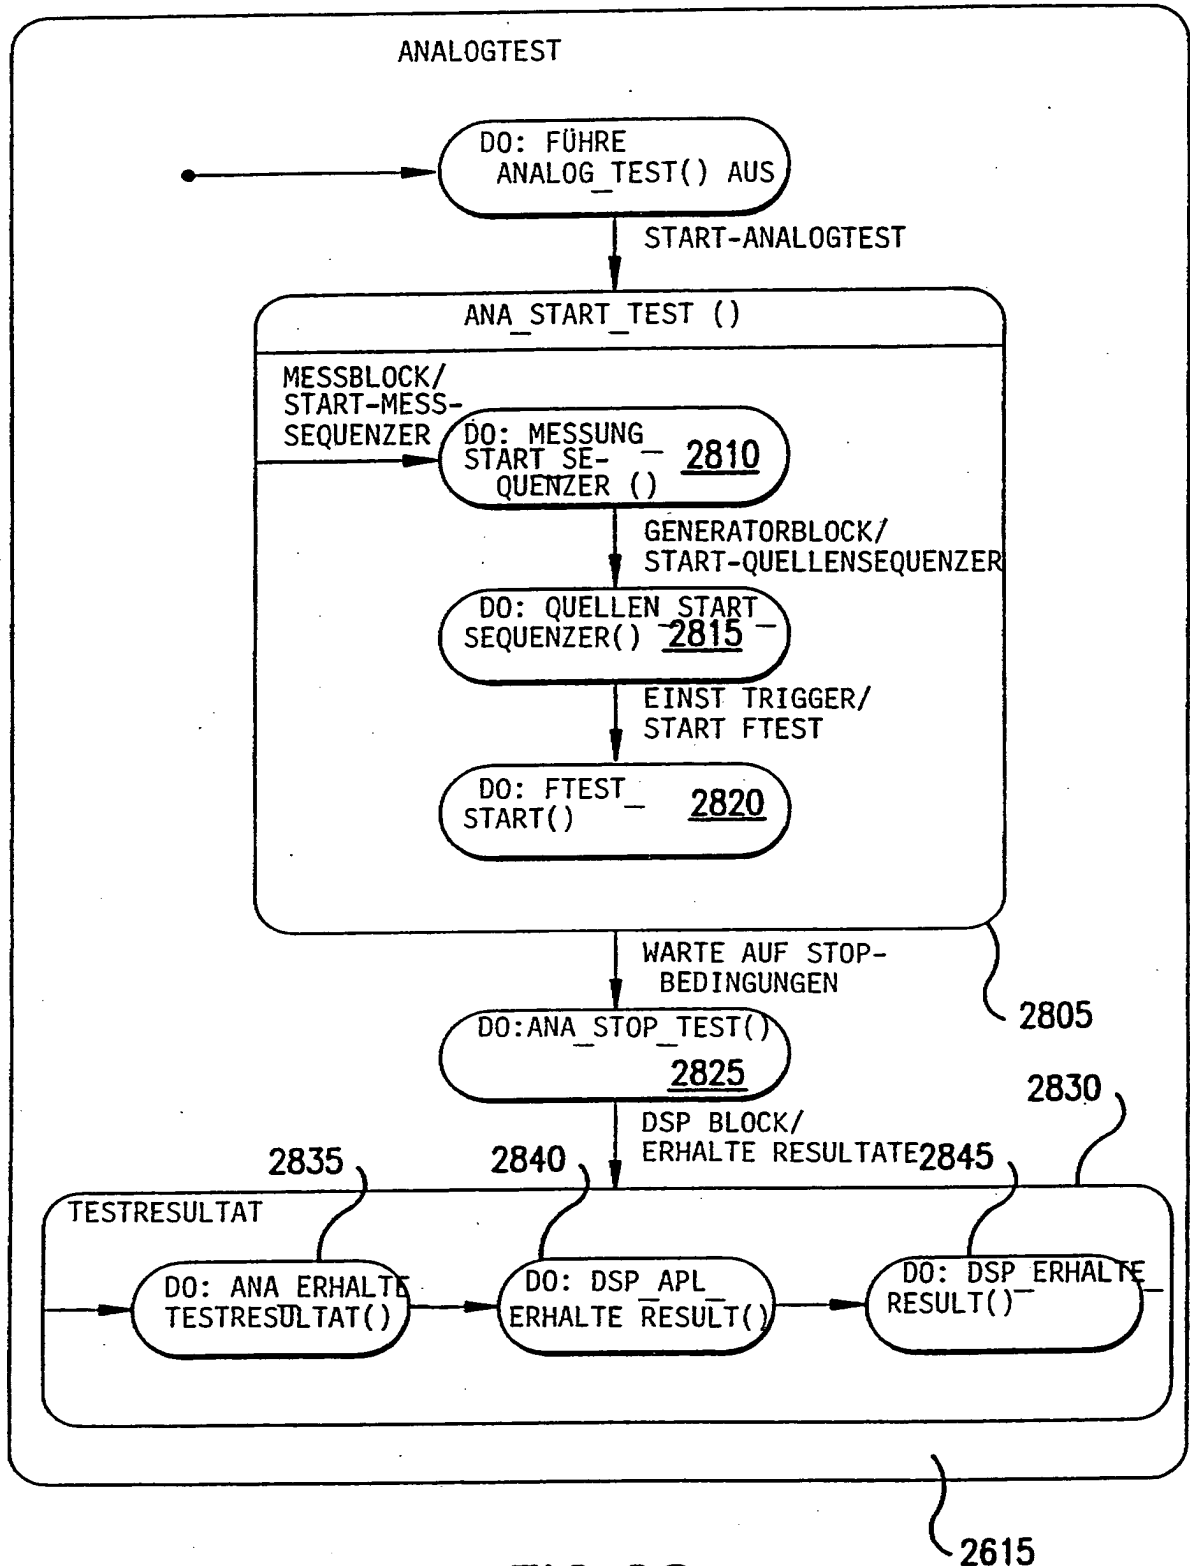 ANALOGTEST
DO: FÜHRE
ANALOG_TEST() AUS
START-ANALOGTEST
ANA_START_TEST ()
MESSBLOCK/
START-MESS-
SEQUENZER
DO: MESSUNG_
START_SE-
QUENZER ()
2810
GENERATORBLOCK/
START-QUELLENSEQUENZER
DO: QUELLEN_START_
SEQUENZER() 2815
EINST TRIGGER/
START FTEST
DO: FTEST_
START()
2820
WARTE AUF STOP-
BEDINGUNGEN
2805
DO:ANA_STOP_TEST()
2825
2830
DSP BLOCK/
ERHALTE RESULTATE
2835
2840
2845
TESTRESULTAT
DO: ANA_ERHALTE
TESTRESULTAT()
DO: DSP_APL_
ERHALTE RESULT()
DO: DSP_ERHALTE_
RESULT()
2615